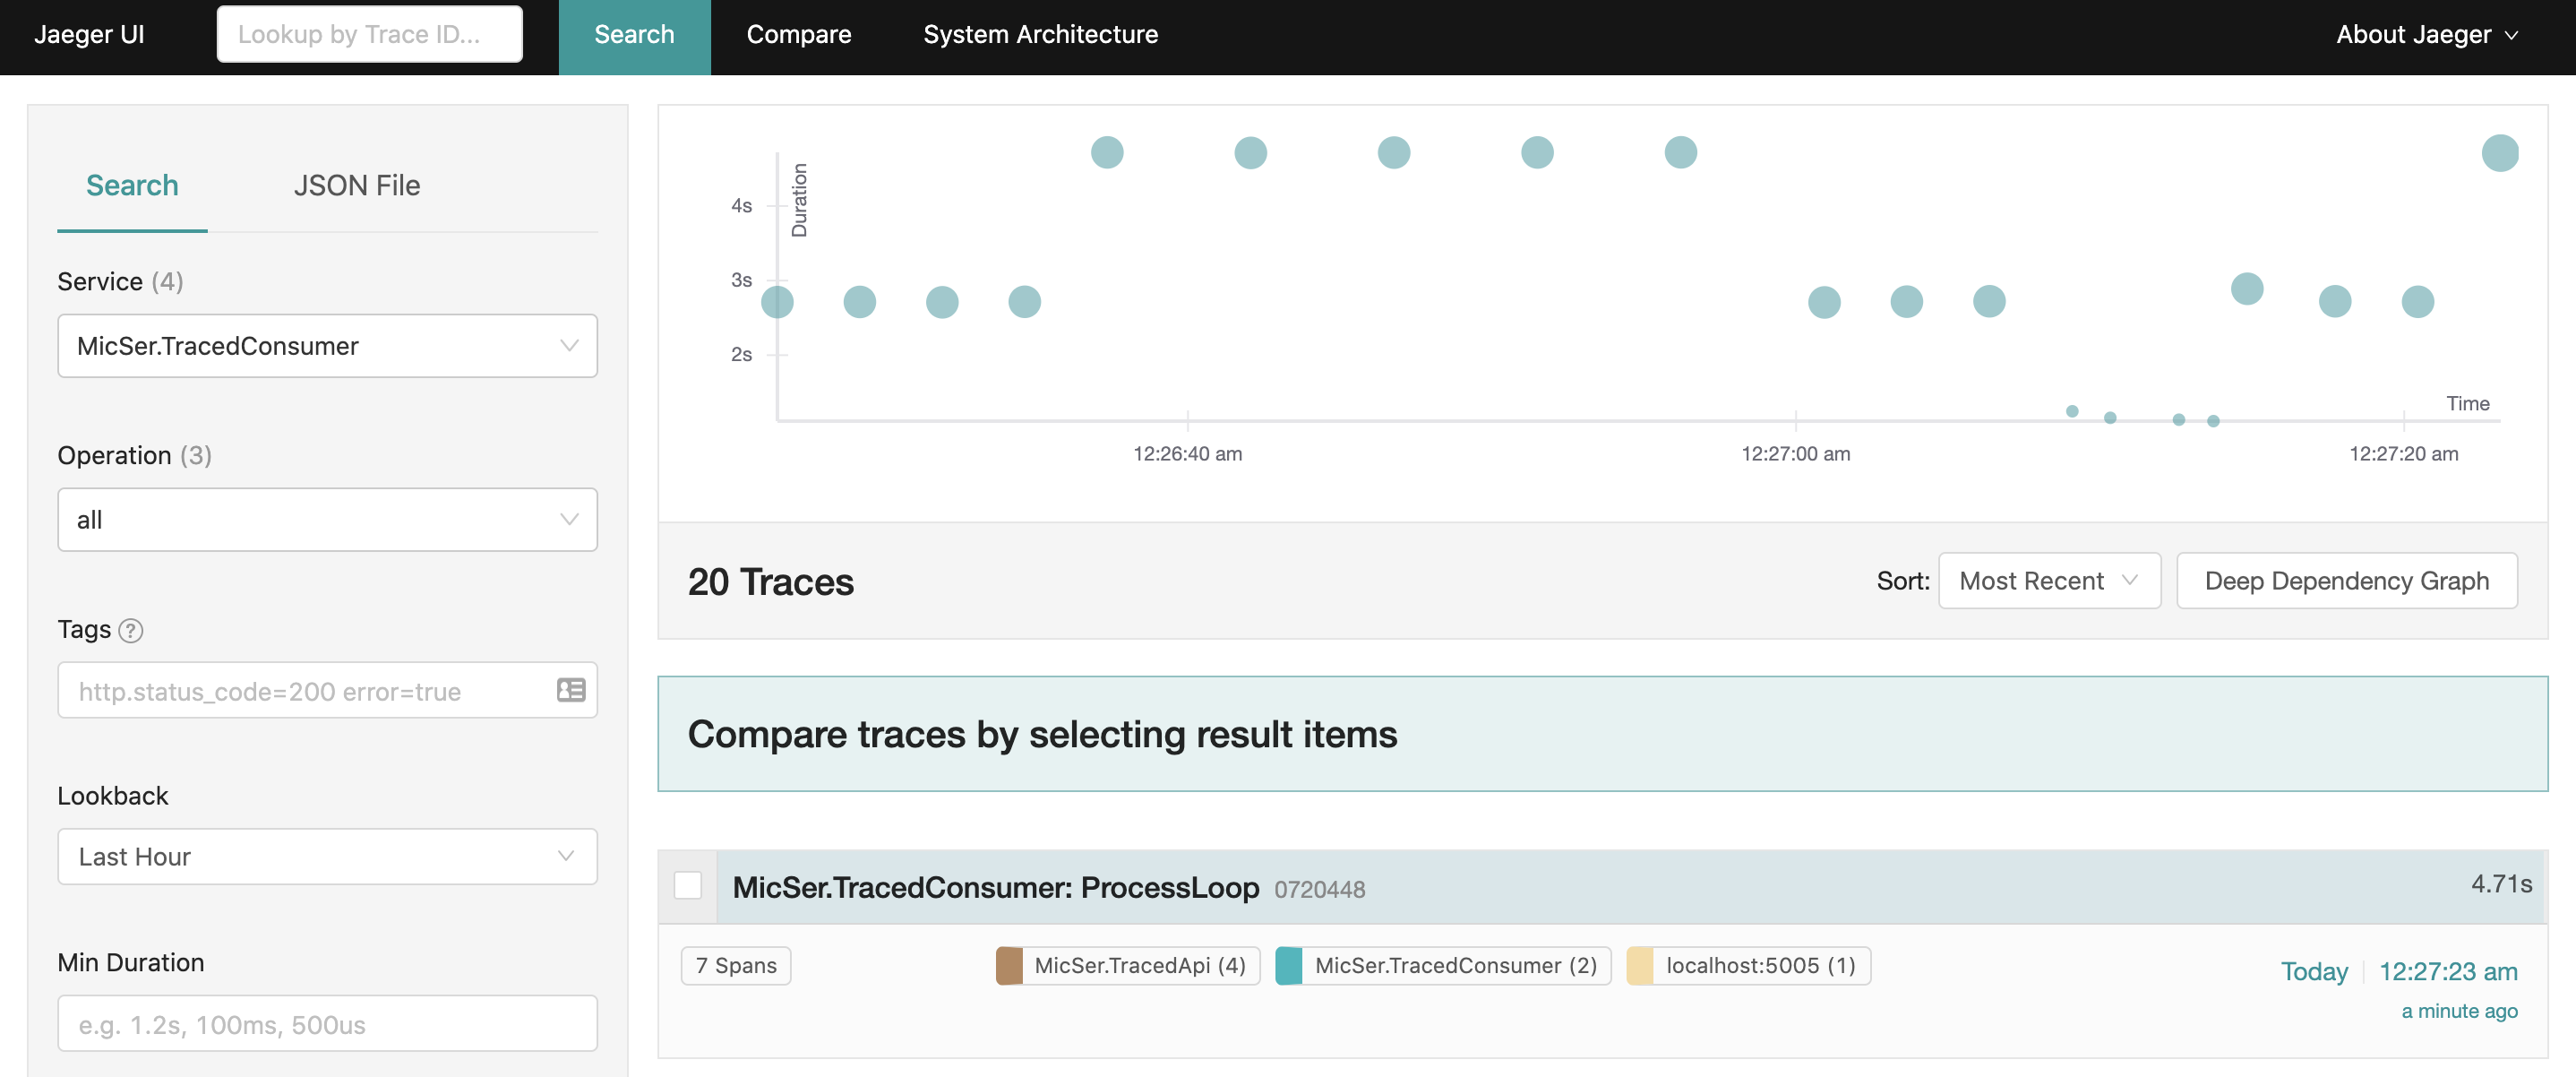 Jaeger UI
Lookup by Trace ID...
Search
Compare
System Architecture
About Jaeger
Search
JSON File
Service (4)
MicSer.TracedConsumer
Operation (3)
all
Tags
?
http.status_code=200 error=true
Lookback
Last Hour
Min Duration
e.g. 1.2s, 100ms, 500us
Duration
4s
3s
2s
Time
12:26:40 am
12:27:00 am
12:27:20 am
20 Traces
Sort:
Most Recent
Deep Dependency Graph
Compare traces by selecting result items
MicSer.TracedConsumer: ProcessLoop 0720448
4.71s
7 Spans
MicSer.TracedApi (4)
MicSer.TracedConsumer (2)
localhost:5005 (1)
Today
12:27:23 am
a minute ago